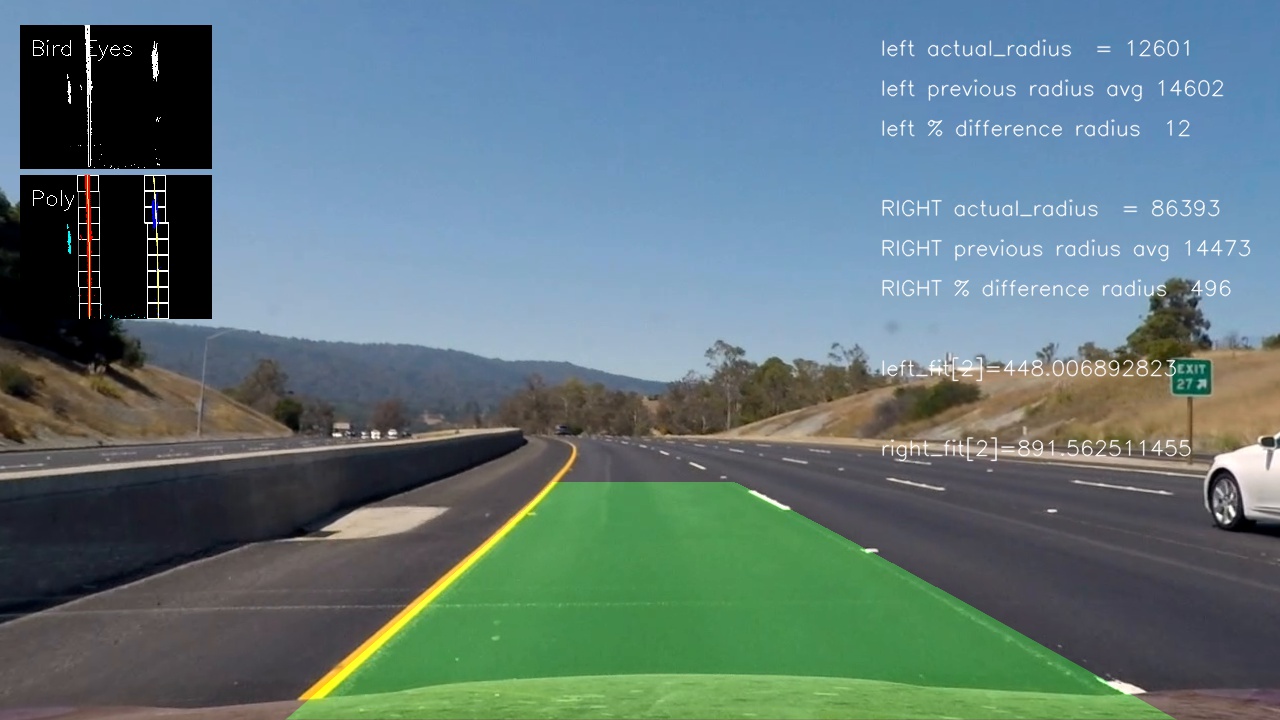 Bird Eyes
Poly
left actual_radius = 12601
left previous radius avg 14602
left % difference radius 12
RIGHT actual_radius = 86393
RIGHT previous radius avg 14473
RIGHT % difference radius 496
left_fit[2]=448.006892823
EXIT
27
right_fit[2]=891.562511455